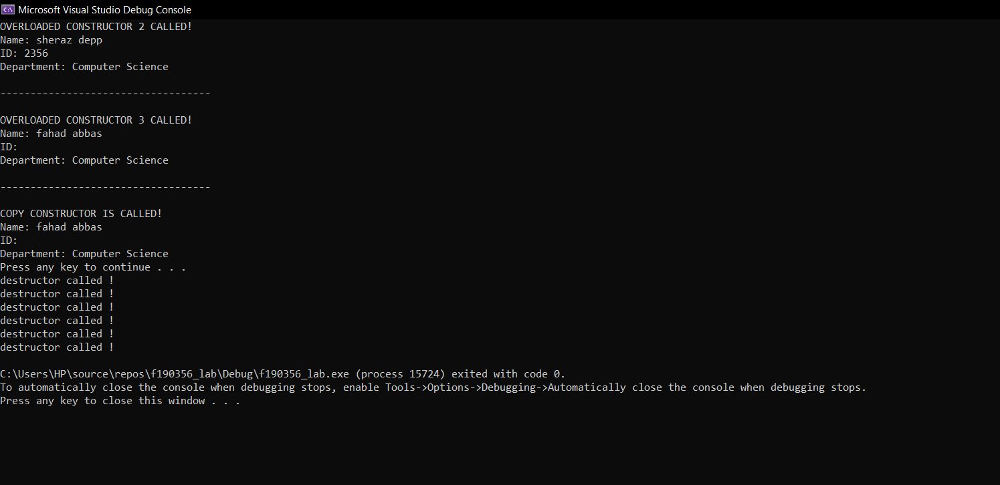 Microsoft Visual Studio Debug Console
OVERLOADED CONSTRUCTOR 2 CALLED!
Name: sheraz depp
ID: 2356
Department: Computer Science
-----------------------------------
OVERLOADED CONSTRUCTOR 3 CALLED!
Name: fahad abbas
ID:
Department: Computer Science
-----------------------------------
COPY CONSTRUCTOR IS CALLED!
Name: fahad abbas
ID:
Department: Computer Science
Press any key to continue . . .
destructor called !
destructor called !
destructor called !
destructor called !
destructor called !
destructor called !
C:\Users\HP\source\repos\f190356_lab\Debug\f190356_lab.exe (process 15724) exited with code 0.
To automatically close the console when debugging stops, enable Tools->Options->Debugging->Automatically close the console when debugging stops.
Press any key to close this window . . .